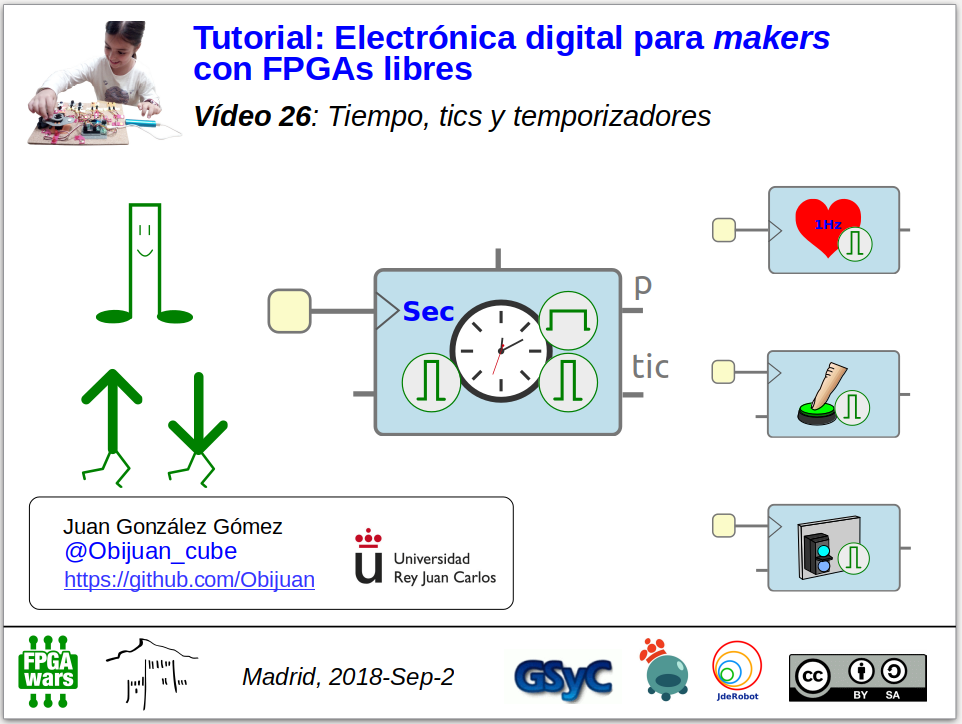 Tutorial: Electrónica digital para makers
con FPGAs libres
Vídeo 26: Tiempo, tics y temporizadores
1Hz
Sec
p
tic
Juan González Gómez
@Obijuan_cube
https://github.com/Obijuan
u
Universidad
Rey Juan Carlos
FPGA
wars
Madrid, 2018-Sep-2
GSyC
JdeRobot
cc
BY SA